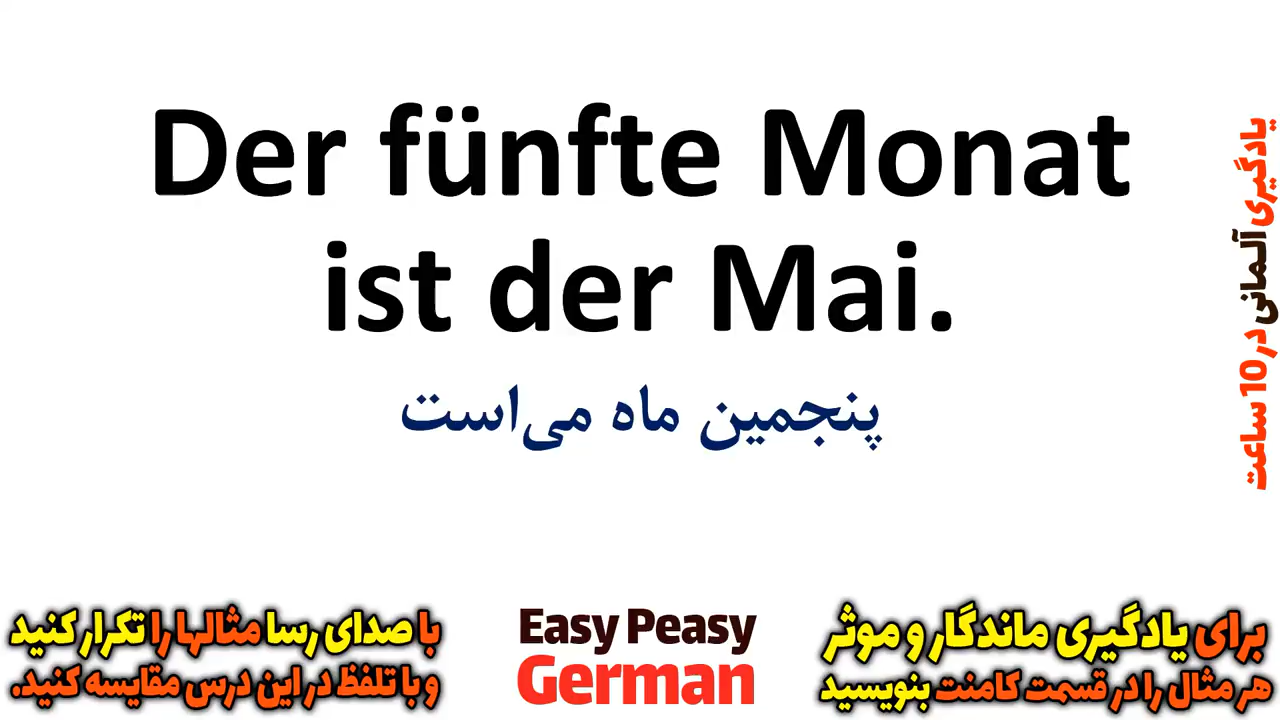 Der fünfte Monat
ist der Mai.
پنجمین ماه می‌است
یادگیری آلمانی در 10 ساعت
با صدای رسا مثالها را تکرار کنید
و با تلفظ در این درس مقایسه کنید.
Easy Peasy
German
برای یادگیری ماندگار و موثر
هر مثال را در قسمت کامنت بنویسید